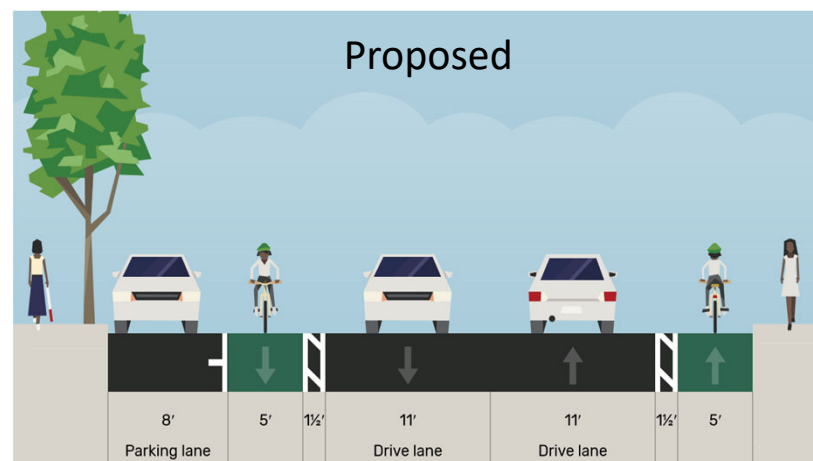 Proposed
8' 5' 1½' 11' 11' 1½' 5'
Parking lane Drive lane Drive lane